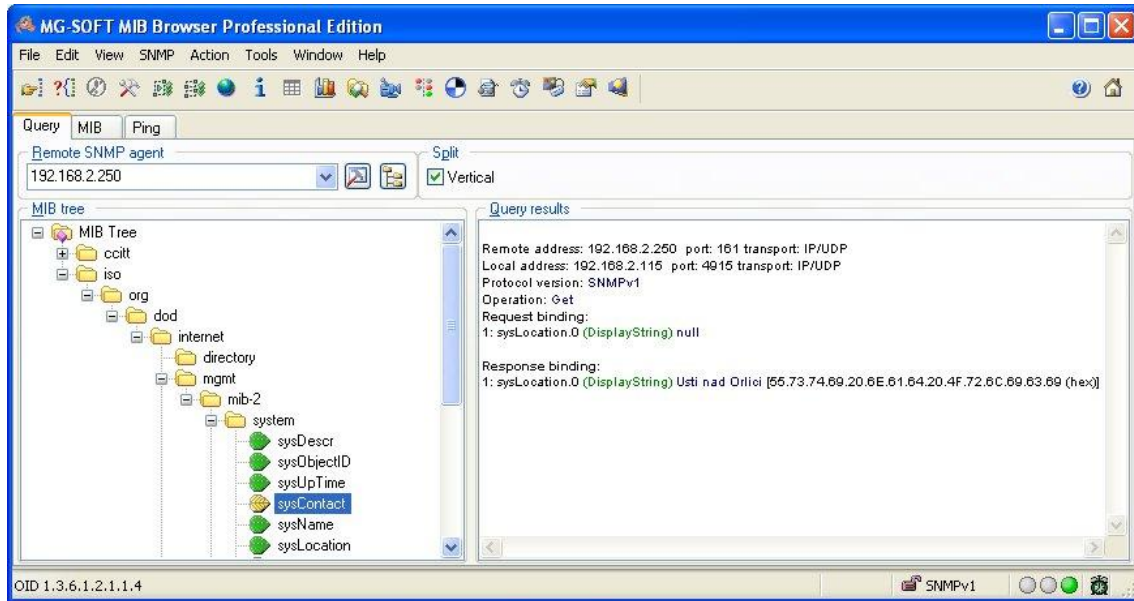 MG-SOFT MIB Browser Professional Edition
File Edit View SNMP Action Tools Window Help
Query MIB Ping
Remote SNMP agent
192.168.2.250
Split
Vertical
MIB tree
MIB Tree
ccitt
iso
org
dod
internet
directory
mgmt
mib-2
system
sysDescr
sysObjectID
sysUpTime
sysContact
sysName
sysLocation
Query results
Remote address: 192.168.2.250 port: 161 transport: IP/UDP
Local address: 192.168.2.115 port: 4915 transport: IP/UDP
Protocol version: SNMPv1
Operation: Get
Request binding:
1: sysLocation.0 (DisplayString) null
Response binding:
1: sysLocation.0 (DisplayString) Usti nad Orlici [55.73.74.69.20.6E.61.64.20.4F.72.6C.69.63.69 (hex)]
OID 1.3.6.1.2.1.1.4
SNMPv1